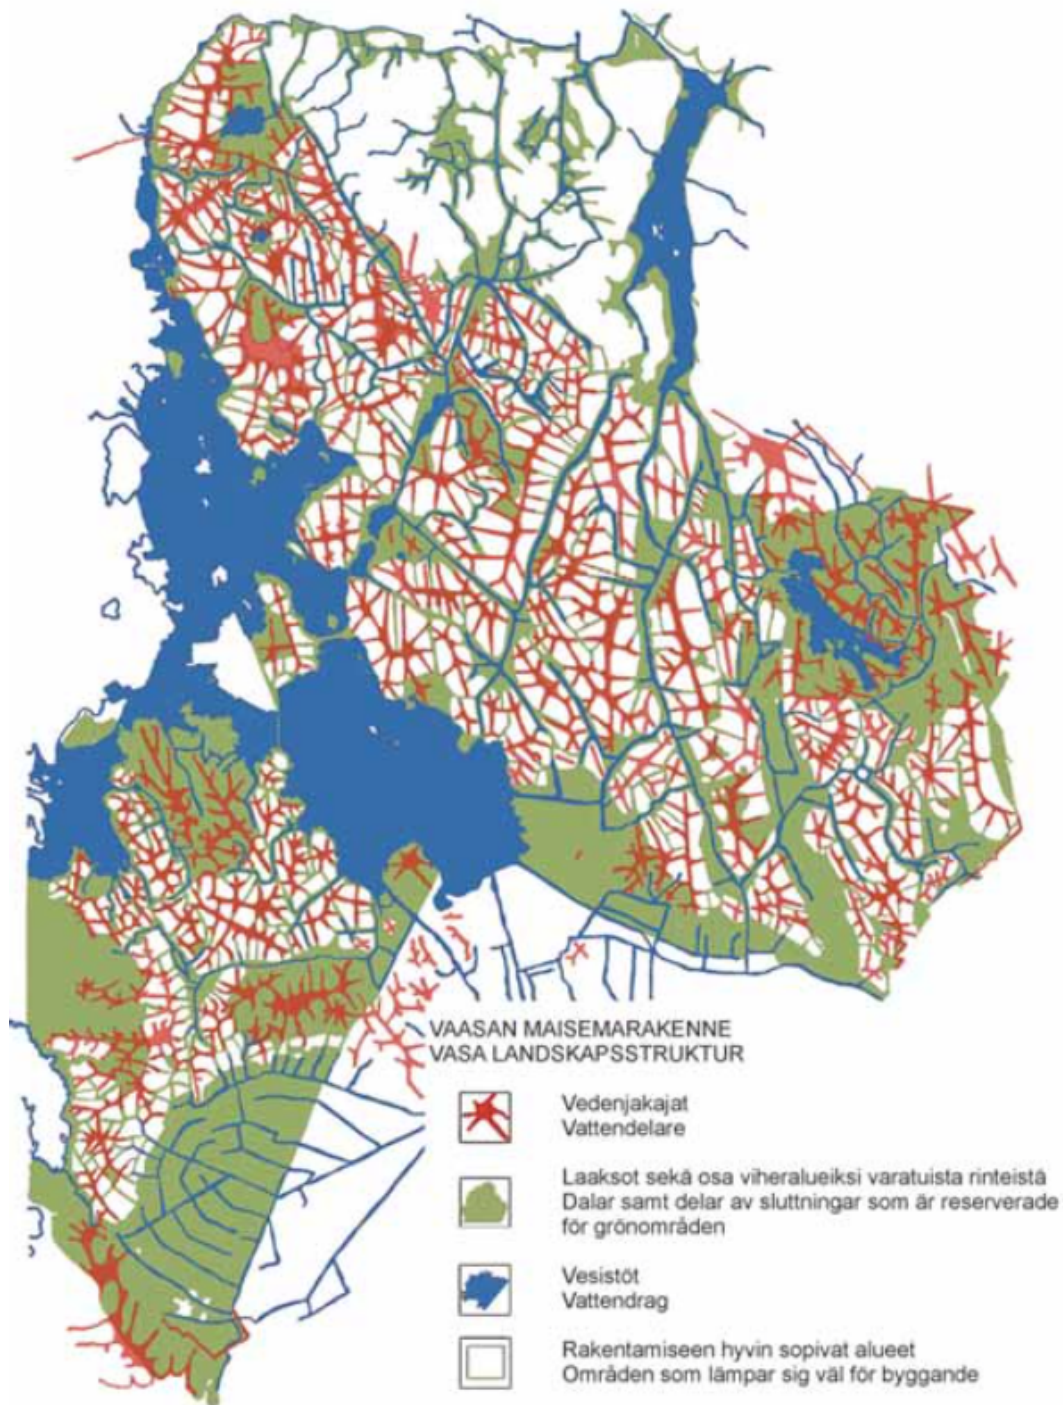 VAASAN MAISEMARAKENNE
VASA LANDSKAPSSTRUKTUR
Vedenjakajat
Vattendelare
Laaksot sekä osa viheralueiksi varatuista rinteistä
Dalar samt delar av sluttningar som är reserverade
för grönområden
Vesistöt
Vattendrag
Rakentamiseen hyvin sopivat alueet
Områden som lämpar sig väl för byggande